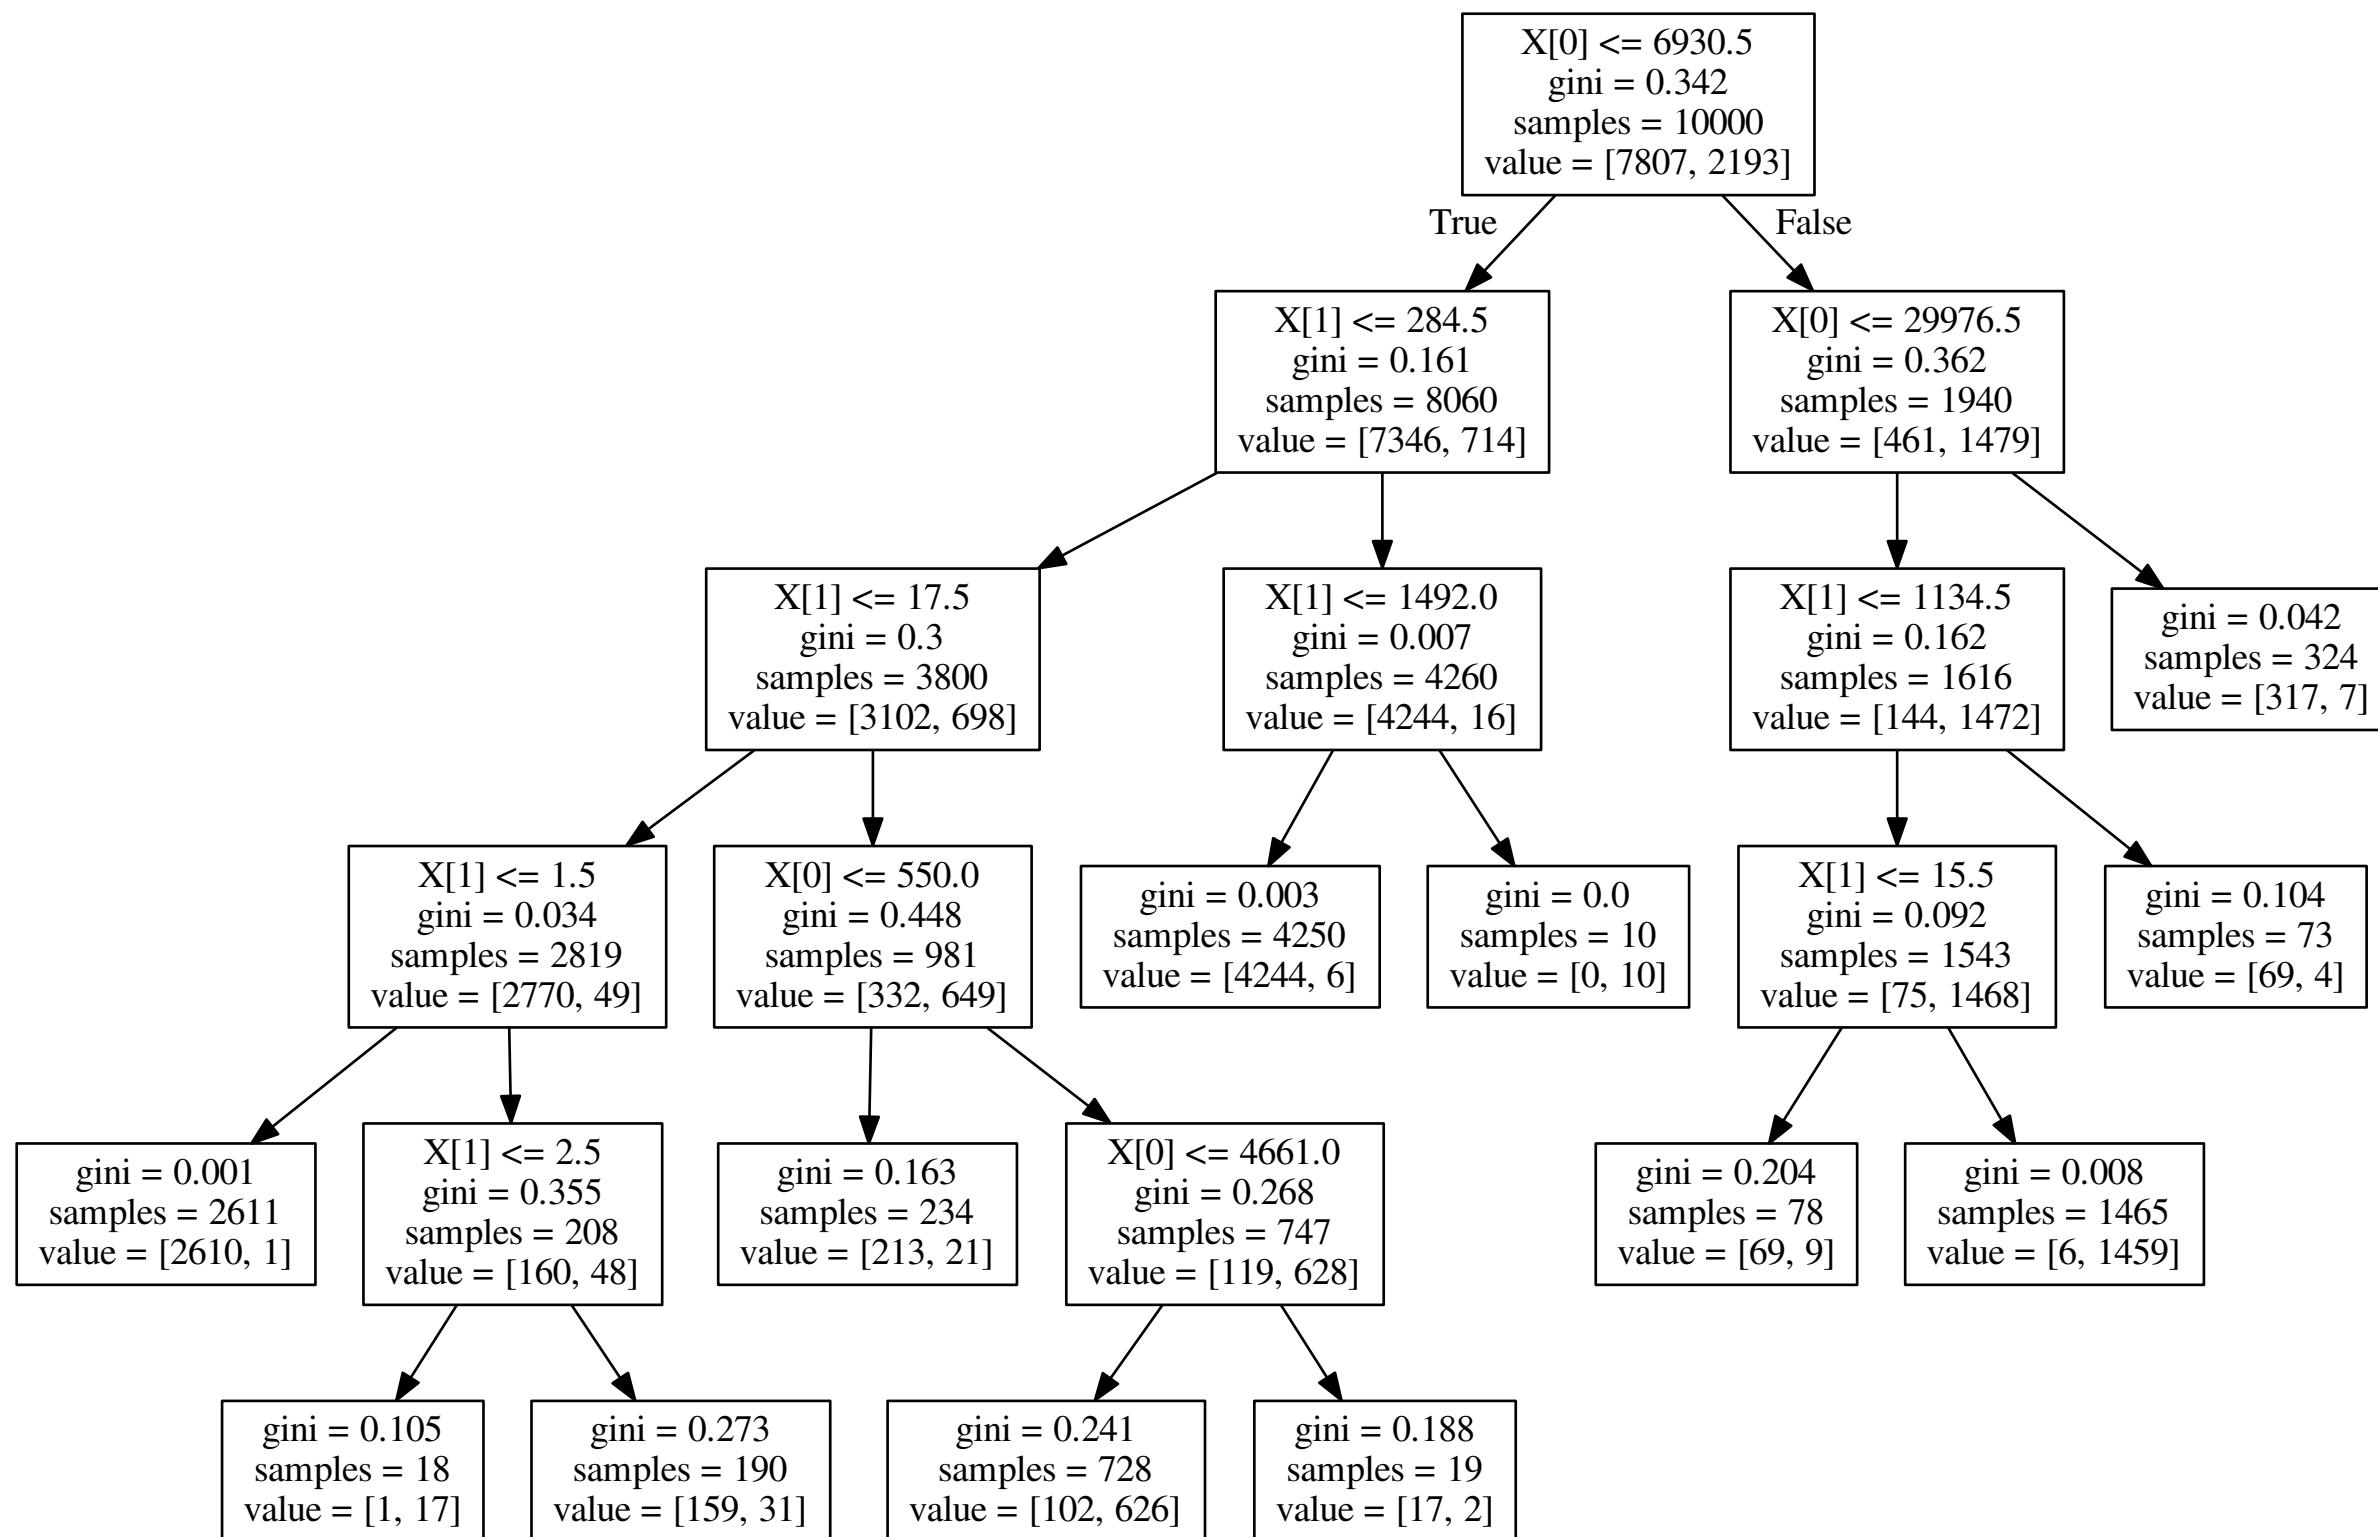 X[0] <= 6930.5
gini = 0.342
samples = 10000
value = [7807, 2193]
True
False
X[1] <= 284.5
gini = 0.161
samples = 8060
value = [7346, 714]
X[0] <= 29976.5
gini = 0.362
samples = 1940
value = [461, 1479]
X[1] <= 17.5
gini = 0.3
samples = 3800
value = [3102, 698]
X[1] <= 1492.0
gini = 0.007
samples = 4260
value = [4244, 16]
X[1] <= 1134.5
gini = 0.162
samples = 1616
value = [144, 1472]
gini = 0.042
samples = 324
value = [317, 7]
X[1] <= 1.5
gini = 0.034
samples = 2819
value = [2770, 49]
X[0] <= 550.0
gini = 0.448
samples = 981
value = [332, 649]
gini = 0.003
samples = 4250
value = [4244, 6]
gini = 0.0
samples = 10
value = [0, 10]
X[1] <= 15.5
gini = 0.092
samples = 1543
value = [75, 1468]
gini = 0.104
samples = 73
value = [69, 4]
gini = 0.001
samples = 2611
value = [2610, 1]
X[1] <= 2.5
gini = 0.355
samples = 208
value = [160, 48]
gini = 0.163
samples = 234
value = [213, 21]
X[0] <= 4661.0
gini = 0.268
samples = 747
value = [119, 628]
gini = 0.204
samples = 78
value = [69, 9]
gini = 0.008
samples = 1465
value = [6, 1459]
gini = 0.105
samples = 18
value = [1, 17]
gini = 0.273
samples = 190
value = [159, 31]
gini = 0.241
samples = 728
value = [102, 626]
gini = 0.188
samples = 19
value = [17, 2]